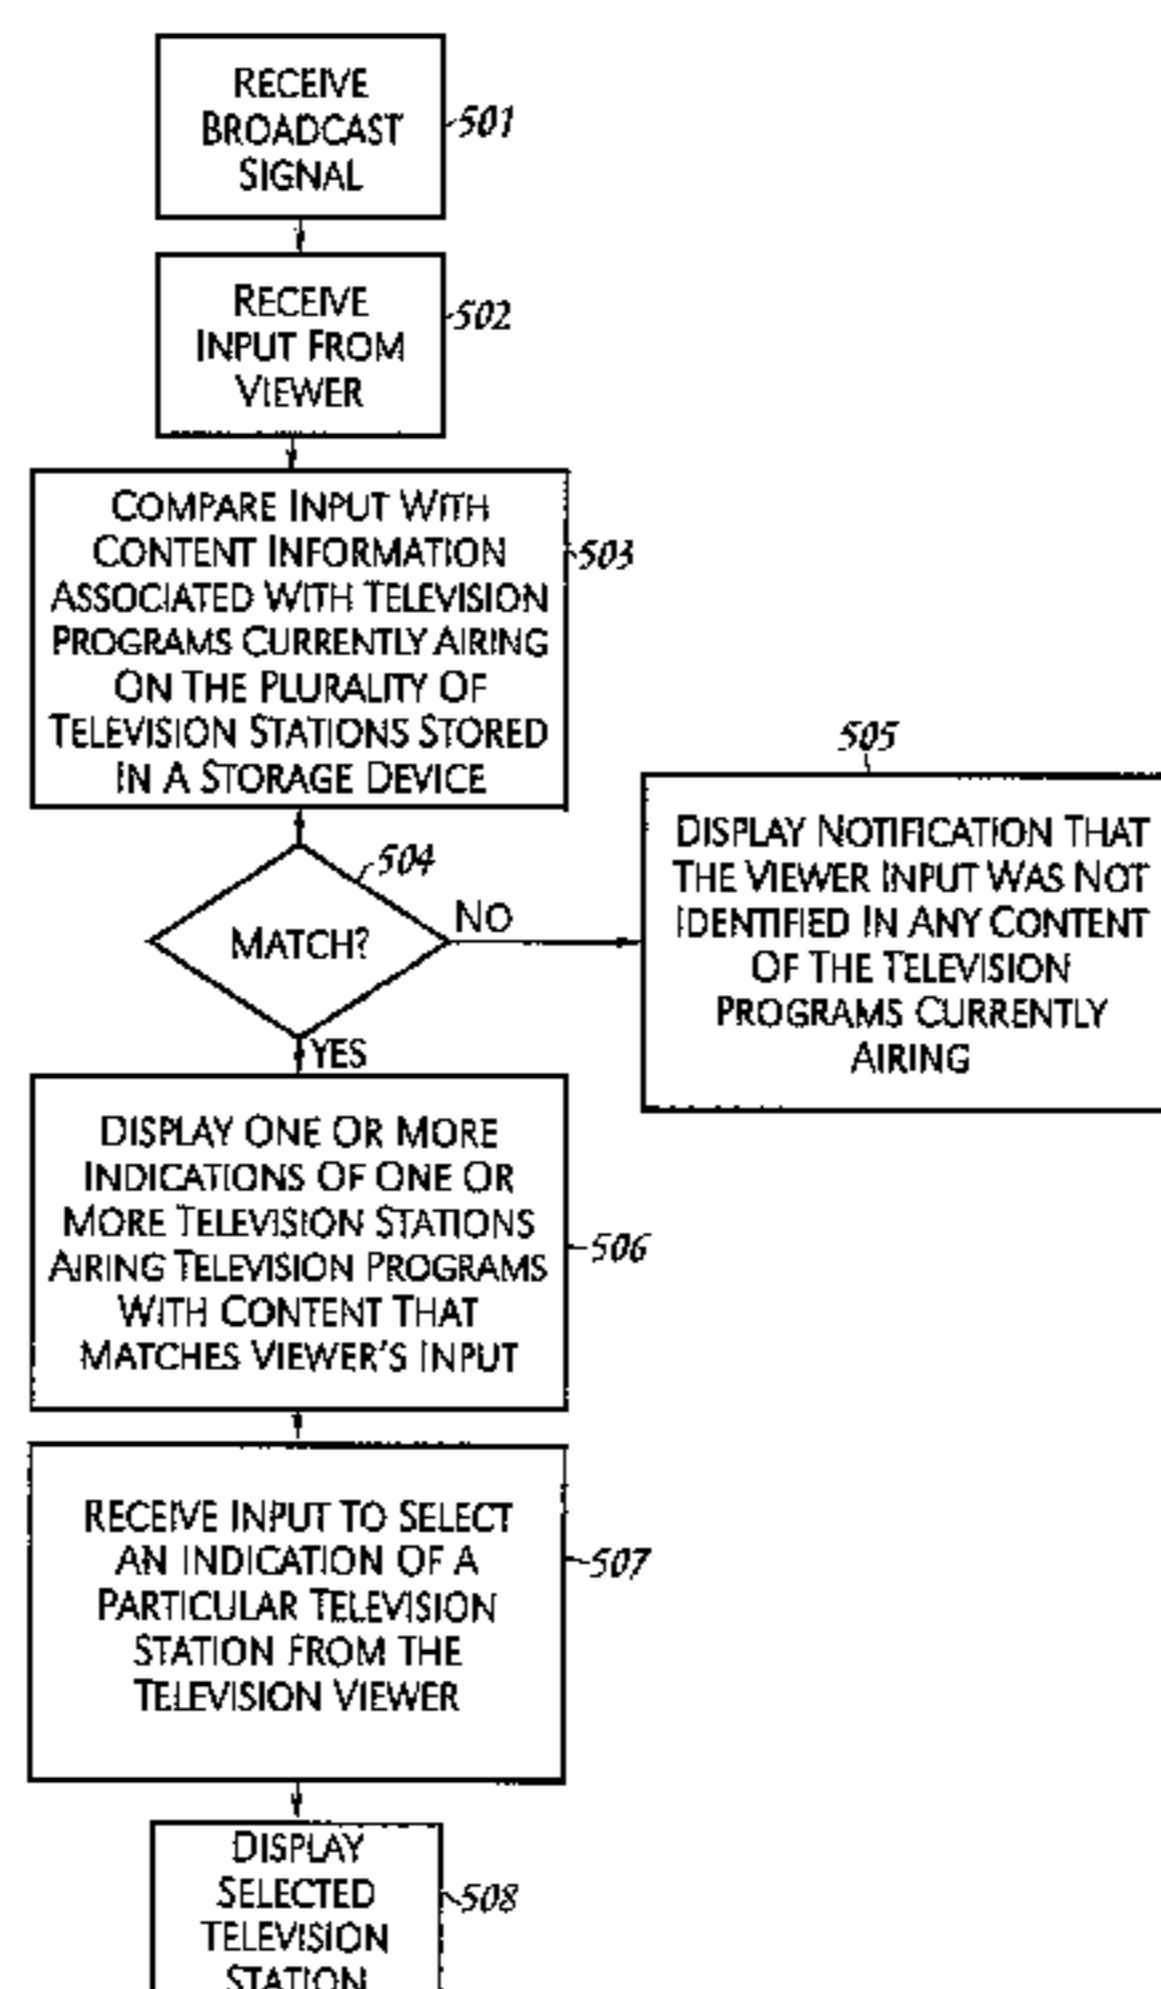 RECEIVE
BROADCAST
SIGNAL
501
RECEIVE
INPUT FROM
VIEWER
502
COMPARE INPUT WITH
CONTENT INFORMATION
ASSOCIATED WITH TELEVISION
PROGRAMS CURRENTLY AIRING
ON THE PLURALITY OF
TELEVISION STATIONS STORED
IN A STORAGE DEVICE
503
MATCH?
504
NO
505
DISPLAY NOTIFICATION THAT
THE VIEWER INPUT WAS NOT
IDENTIFIED IN ANY CONTENT
OF THE TELEVISION
PROGRAMS CURRENTLY
AIRING
YES
DISPLAY ONE OR MORE
INDICATIONS OF ONE OR
MORE TELEVISION STATIONS
AIRING TELEVISION PROGRAMS
WITH CONTENT THAT
MATCHES VIEWER'S INPUT
506
RECEIVE INPUT TO SELECT
AN INDICATION OF A
PARTICULAR TELEVISION
STATION FROM THE
TELEVISION VIEWER
507
DISPLAY
SELECTED
TELEVISION
STATION
508